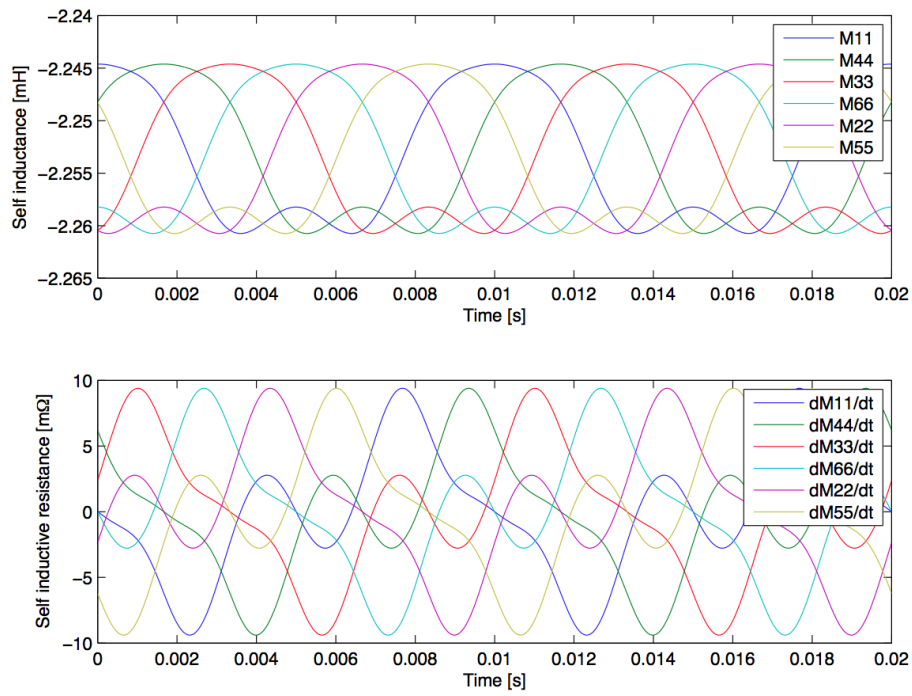 −2.24
−2.245
−2.25
−2.255
−2.26
−2.265
Self inductance [mH]
M11
M44
M33
M66
M22
M55
0 0.002 0.004 0.006 0.008 0.01 0.012 0.014 0.016 0.018 0.02
Time [s]
10
5
0
−5
−10
Self inductive resistance [mΩ]
dM11/dt
dM44/dt
dM33/dt
dM66/dt
dM22/dt
dM55/dt
0 0.002 0.004 0.006 0.008 0.01 0.012 0.014 0.016 0.018 0.02
Time [s]